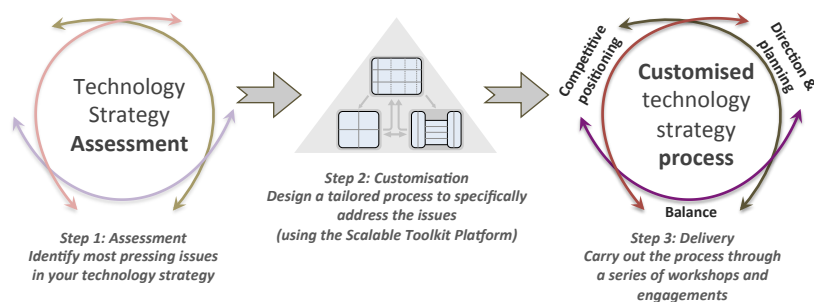 Technology
Strategy
Assessment
Step 1: Assessment
Identify most pressing issues
in your technology strategy
Step 2: Customisation
Design a tailored process to specifically
address the issues
(using the Scalable Toolkit Platform)
Competitive
positioning
Direction &
planning
Customised
technology
strategy
process
Balance
Step 3: Delivery
Carry out the process through
a series of workshops and
engagements